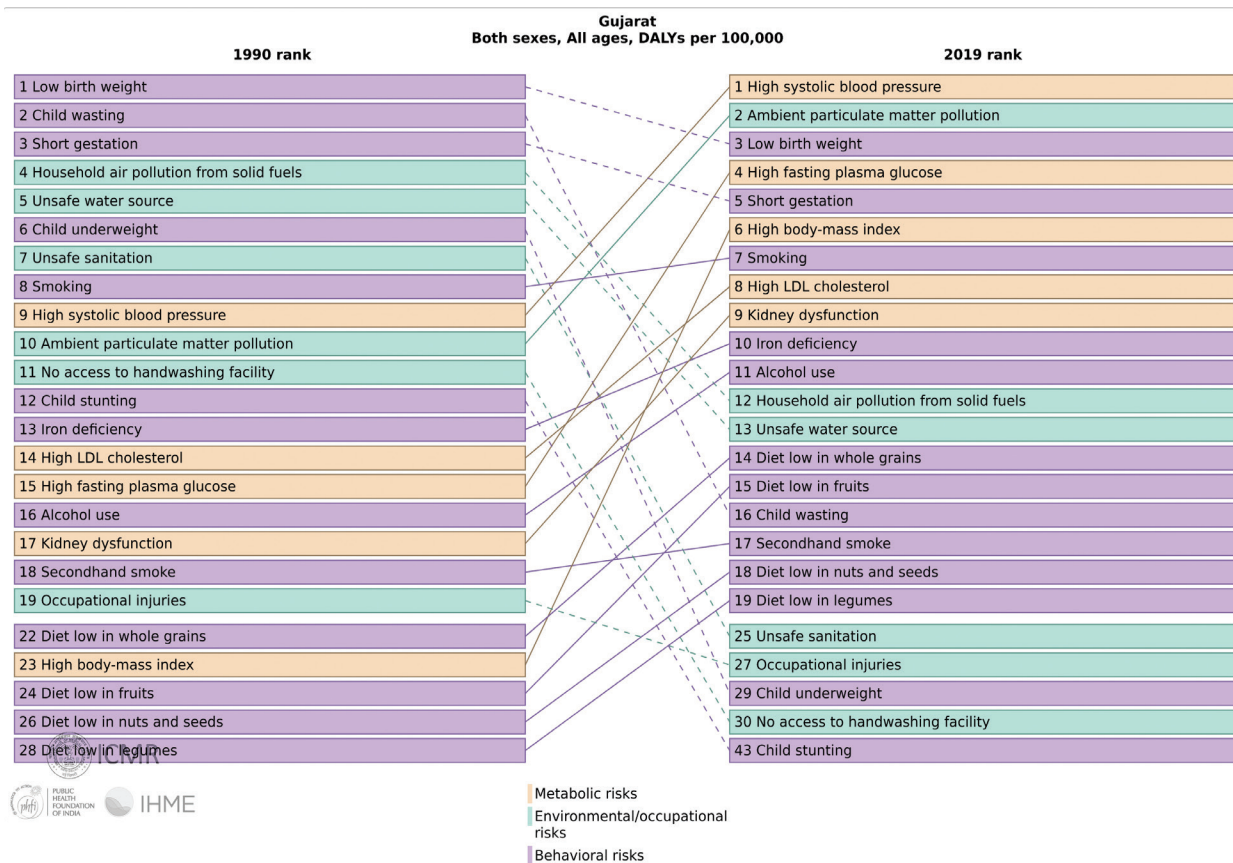 Gujarat
Both sexes, All ages, DALYs per 100,000
1990 rank
1 Low birth weight
2 Child wasting
3 Short gestation
4 Household air pollution from solid fuels
5 Unsafe water source
6 Child underweight
7 Unsafe sanitation
8 Smoking
9 High systolic blood pressure
10 Ambient particulate matter pollution
11 No access to handwashing facility
12 Child stunting
13 Iron deficiency
14 High LDL cholesterol
15 High fasting plasma glucose
16 Alcohol use
17 Kidney dysfunction
18 Secondhand smoke
19 Occupational injuries
22 Diet low in whole grains
23 High body-mass index
24 Diet low in fruits
26 Diet low in nuts and seeds
28 Diet low in legumes
2019 rank
1 High systolic blood pressure
2 Ambient particulate matter pollution
3 Low birth weight
4 High fasting plasma glucose
5 Short gestation
6 High body-mass index
7 Smoking
8 High LDL cholesterol
9 Kidney dysfunction
10 Iron deficiency
11 Alcohol use
12 Household air pollution from solid fuels
13 Unsafe water source
14 Diet low in whole grains
15 Diet low in fruits
16 Child wasting
17 Secondhand smoke
18 Diet low in nuts and seeds
19 Diet low in legumes
25 Unsafe sanitation
27 Occupational injuries
29 Child underweight
30 No access to handwashing facility
43 Child stunting
ICMR
phfi
PUBLIC
HEALTH
FOUNDATION
OF INDIA
IHME
Metabolic risks
Environmental/occupational
risks
Behavioral risks